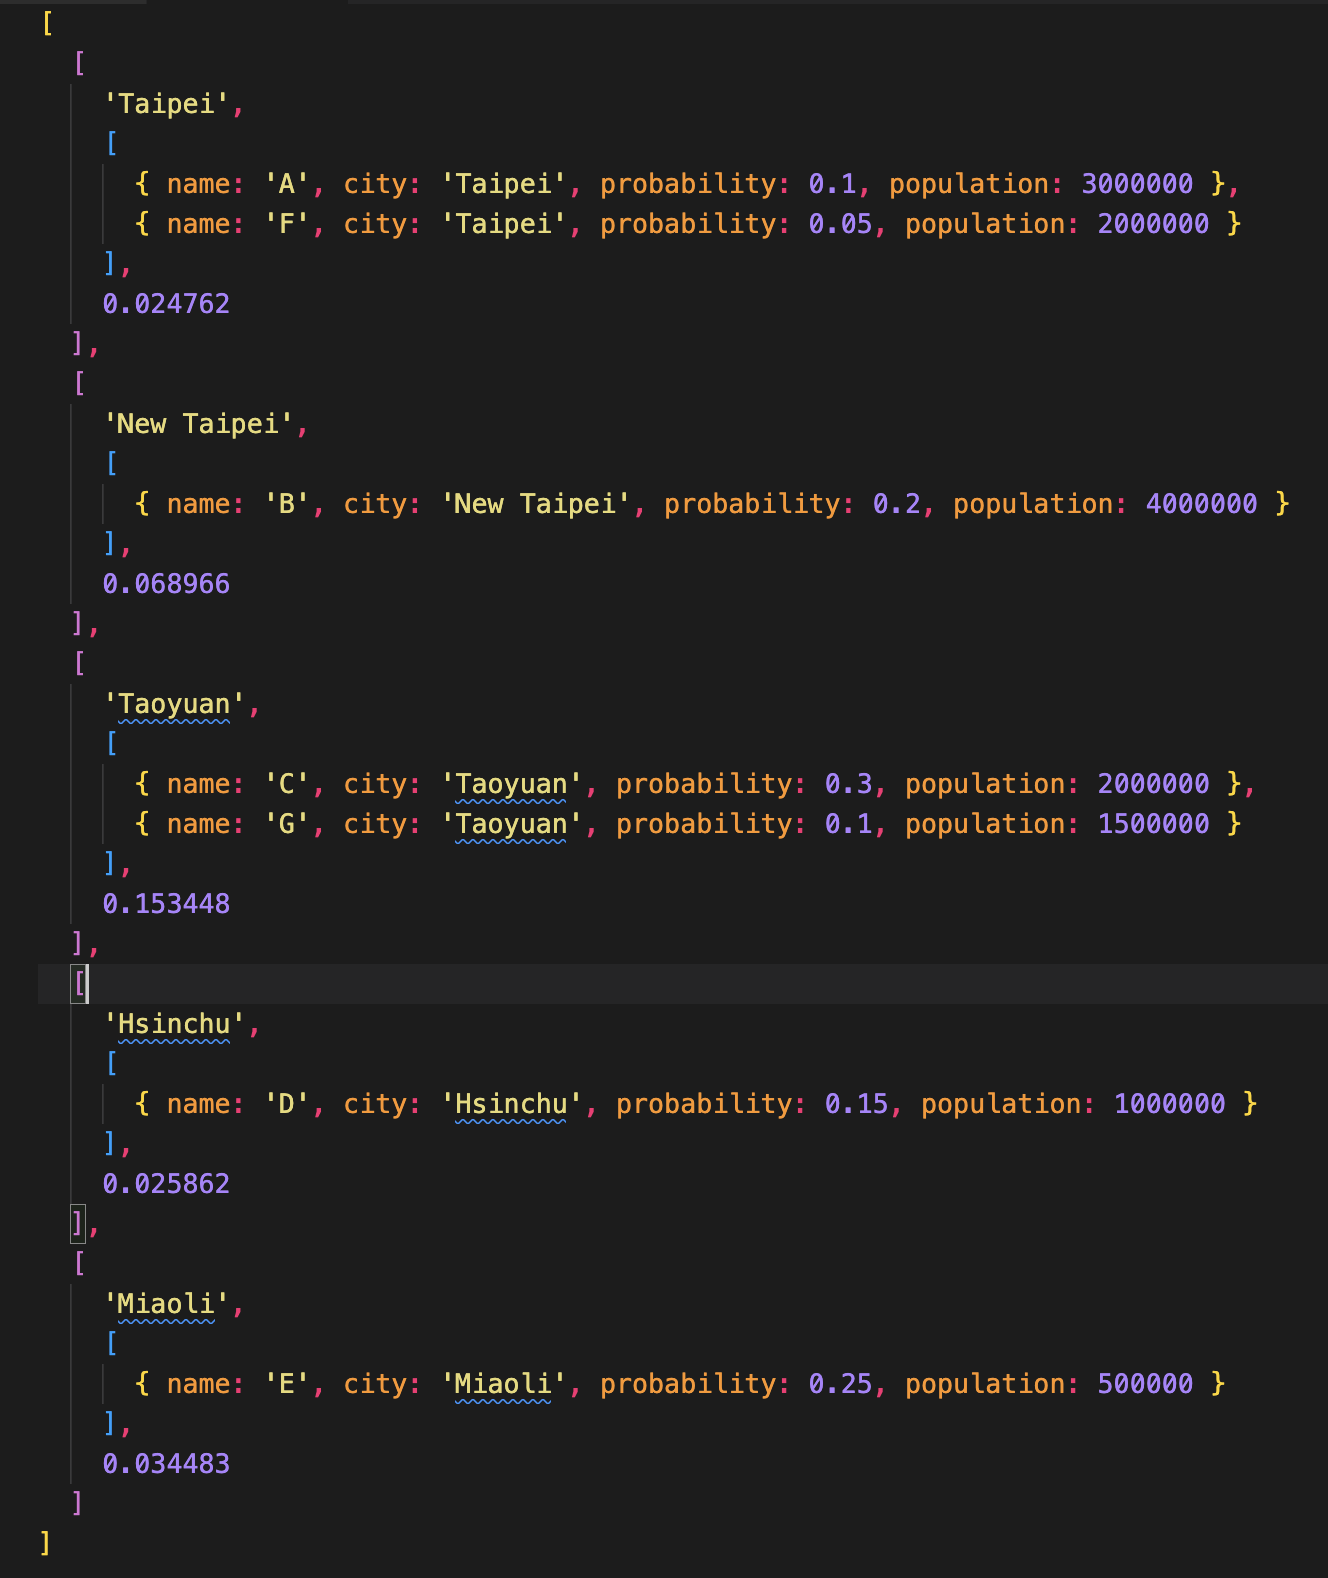 [
[
'Taipei',
[
{ name: 'A', city: 'Taipei', probability: 0.1, population: 3000000 },
{ name: 'F', city: 'Taipei', probability: 0.05, population: 2000000 }
],
0.024762
],
[
'New Taipei',
[
{ name: 'B', city: 'New Taipei', probability: 0.2, population: 4000000 }
],
0.068966
],
[
'Taoyuan',
[
{ name: 'C', city: 'Taoyuan', probability: 0.3, population: 2000000 },
{ name: 'G', city: 'Taoyuan', probability: 0.1, population: 1500000 }
],
0.153448
],
[
'Hsinchu',
[
{ name: 'D', city: 'Hsinchu', probability: 0.15, population: 1000000 }
],
0.025862
],
[
'Miaoli',
[
{ name: 'E', city: 'Miaoli', probability: 0.25, population: 500000 }
],
0.034483
]
]